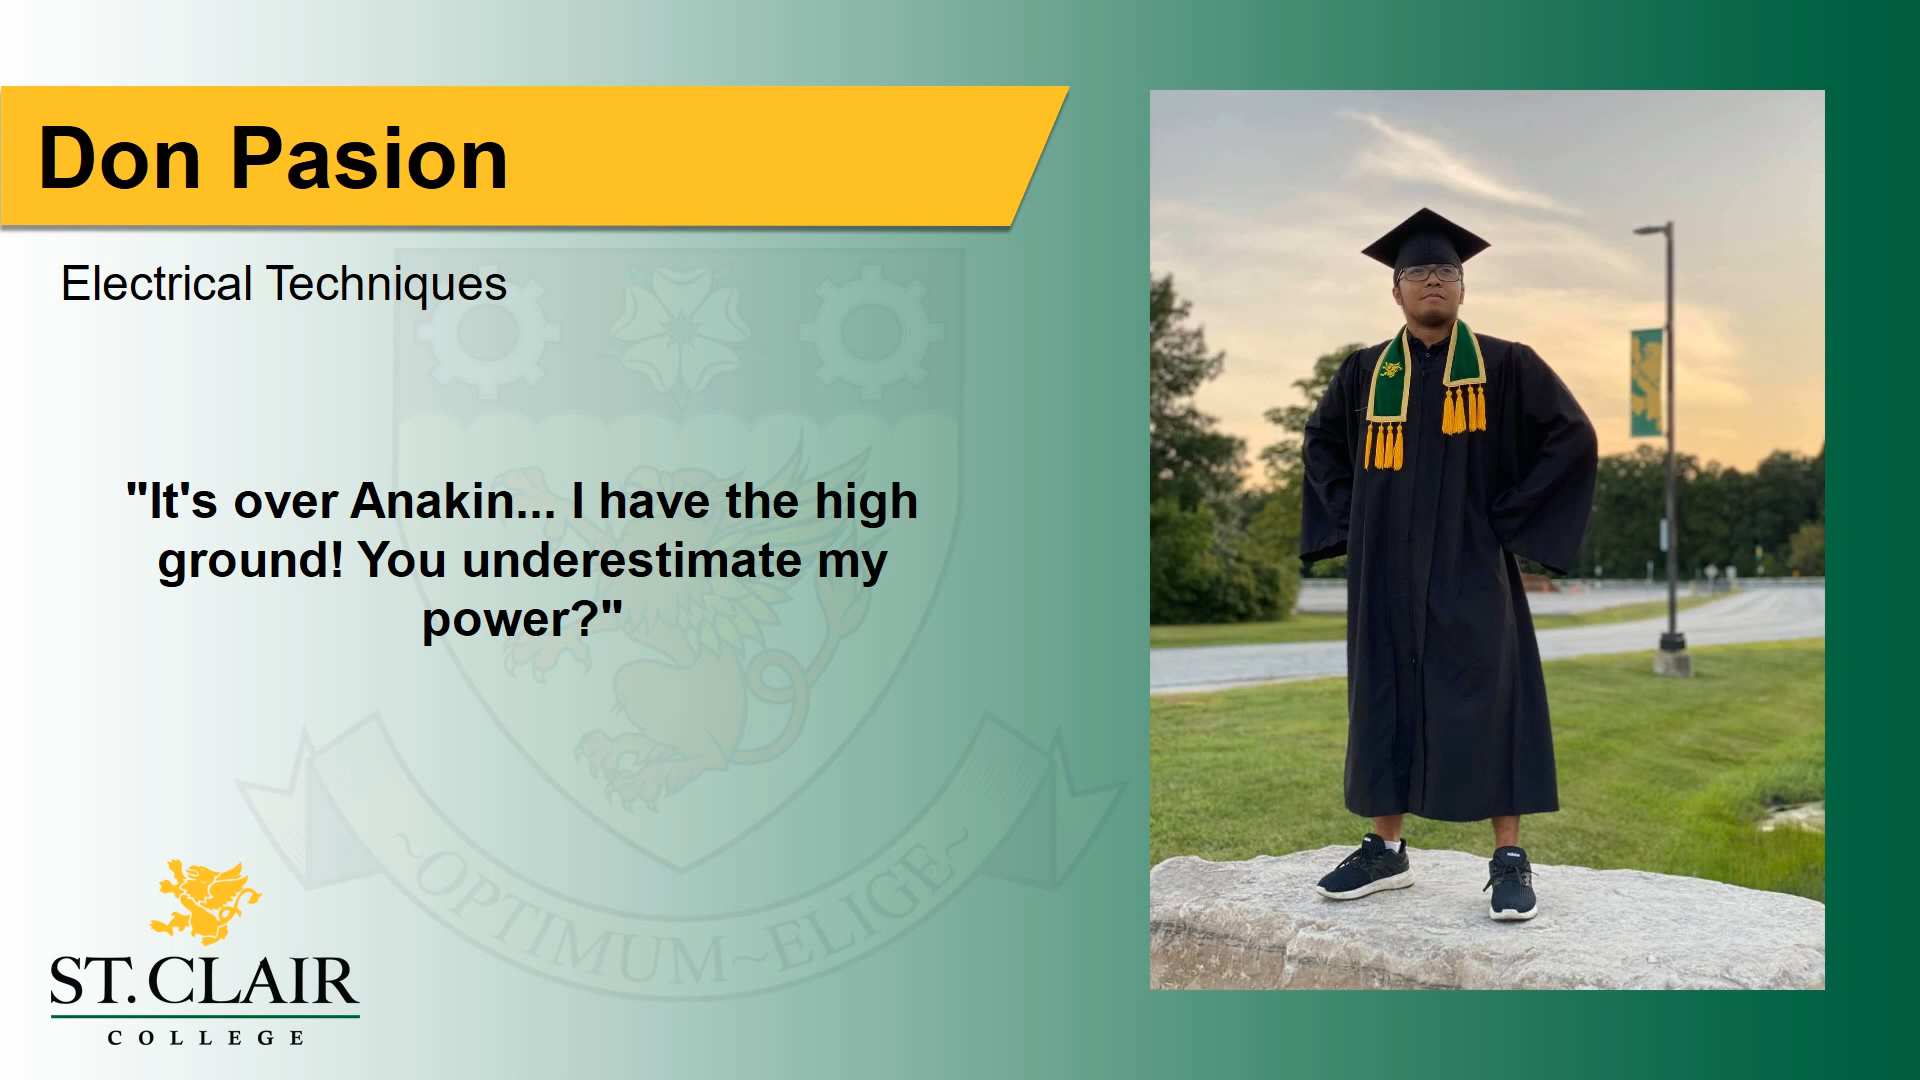 Don Pasion
Electrical Techniques
"It's over Anakin... I have the high
ground! You underestimate my
power?"
~OPTIMUM~ELIGE~
ST. CLAIR
COLLEGE